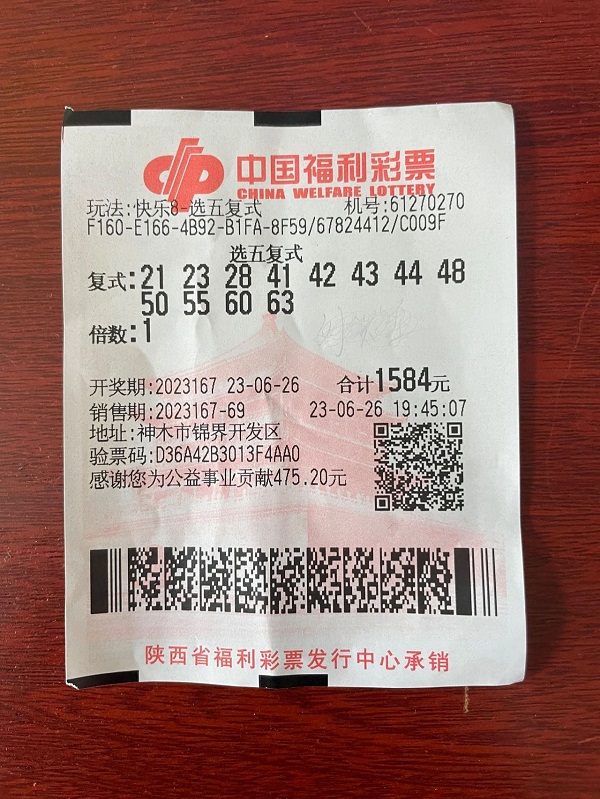 中国福利彩票
CHINA WELFARE LOTTERY
玩法:快乐8-选五复式 机号:61270270
F160-E166-4B92-B1FA-8F59/67824412/C009F
选五复式
复式:21 23 28 41 42 43 44 48
50 55 60 63
倍数:1
开奖期:2023167 23-06-26 合计1584元
销售期:2023167-69 23-06-26 19:45:07
地址:神木市锦界开发区
验票码:D36A42B3013F4AA0
感谢您为公益事业贡献475.20元
陕西省福利彩票发行中心承销